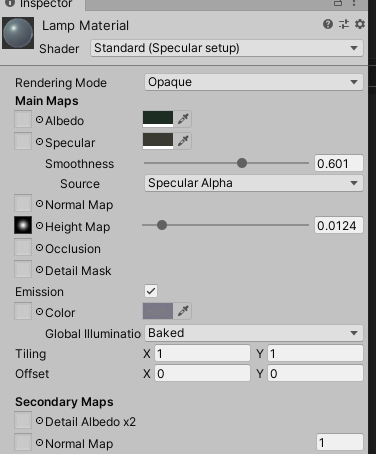 Inspector
Lamp Material
Shader Standard (Specular setup)
Rendering Mode Opaque
Main Maps
Albedo
Specular
Smoothness 0.601
Source Specular Alpha
Normal Map
Height Map 0.0124
Occlusion
Detail Mask
Emission
Color
Global Illuminatio Baked
Tiling X 1 Y 1
Offset X 0 Y 0
Secondary Maps
Detail Albedo x2
Normal Map 1